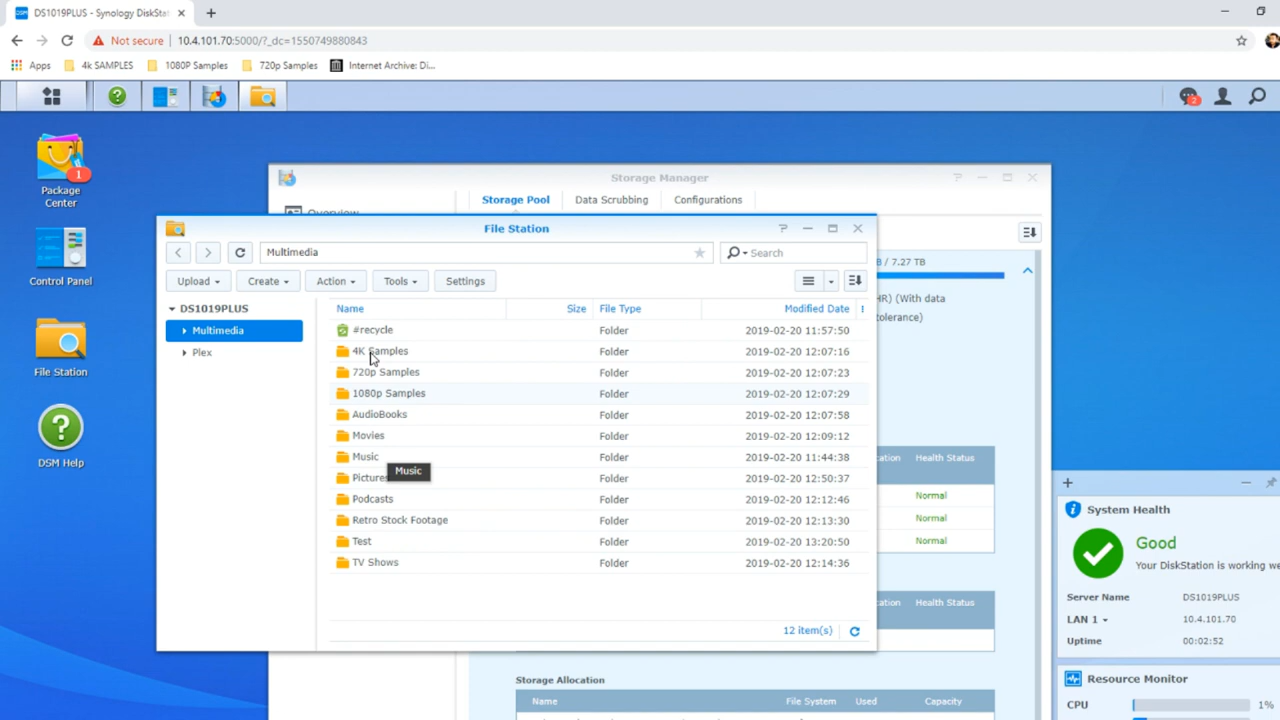 DS1019PLUS - Synology DiskSta
Not secure 10.4.101.70:5000/?_dc=1550749880843
Apps 4k SAMPLES 1080P Samples 720p Samples Internet Archive: Di...
2
1
Package
Center
Control Panel
File Station
DSM Help
Storage Manager
Overview
Storage Pool Data Scrubbing Configurations
B / 7.27 TB
HR) (With data
tolerance)
cation Health Status
Normal
Normal
Normal
cation Health Status
Storage Allocation
Name File System Used Capacity
File Station
Multimedia
Search
Upload Create Action Tools Settings
DS1019PLUS
Multimedia
Plex
Name Size File Type Modified Date
#recycle Folder 2019-02-20 11:57:50
4K Samples Folder 2019-02-20 12:07:16
720p Samples Folder 2019-02-20 12:07:23
1080p Samples Folder 2019-02-20 12:07:29
AudioBooks Folder 2019-02-20 12:07:58
Movies Folder 2019-02-20 12:09:12
Music Folder 2019-02-20 11:44:38
Music
Pictures Folder 2019-02-20 12:50:37
Podcasts Folder 2019-02-20 12:12:46
Retro Stock Footage Folder 2019-02-20 12:13:30
Test Folder 2019-02-20 13:20:50
TV Shows Folder 2019-02-20 12:14:36
12 item(s)
System Health
Good
Your DiskStation is working we
Server Name DS1019PLUS
LAN 1 10.4.101.70
Uptime 00:02:52
Resource Monitor
CPU 1%